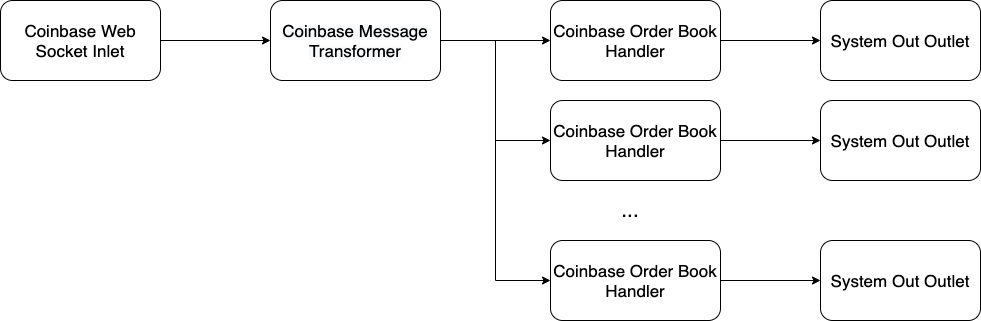 Coinbase Web
Socket Inlet
Coinbase Message
Transformer
Coinbase Order Book
Handler
System Out Outlet
Coinbase Order Book
Handler
System Out Outlet
...
Coinbase Order Book
Handler
System Out Outlet